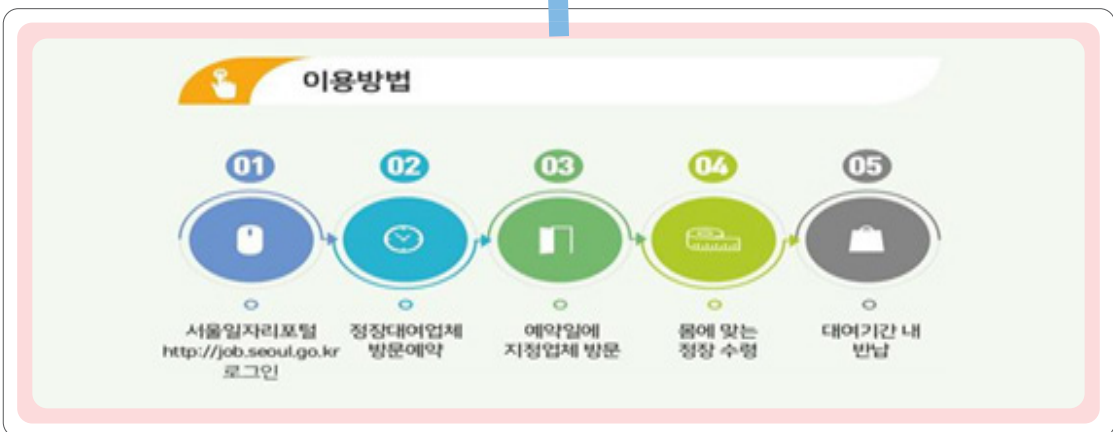 이용방법
01
서울일자리포털
http://job.seoul.go.kr
로그인
02
정장대여업체
방문예약
03
예약일에
지정업체 방문
04
몸에 맞는
정장 수령
05
대여기간 내
반납